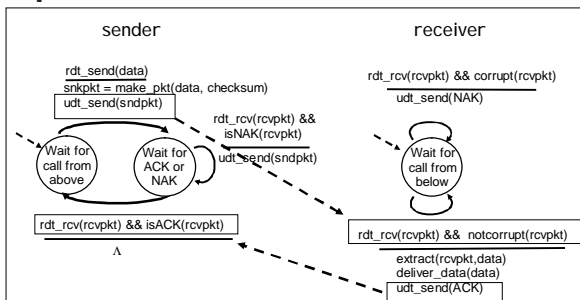 sender
receiver
rdt_send(data)
snkpkt = make_pkt(data, checksum)
udt_send(sndpkt)
rdt_rcv(rcvpkt) &&
isNAK(rcvpkt)
udt_send(sndpkt)
Wait for
call from
above
Wait for
ACK or
NAK
rdt_rcv(rcvpkt) && isACK(rcvpkt)
Λ
rdt_rcv(rcvpkt) && corrupt(rcvpkt)
udt_send(NAK)
Wait for
call from
below
rdt_rcv(rcvpkt) && notcorrupt(rcvpkt)
extract(rcvpkt,data)
deliver_data(data)
udt_send(ACK)